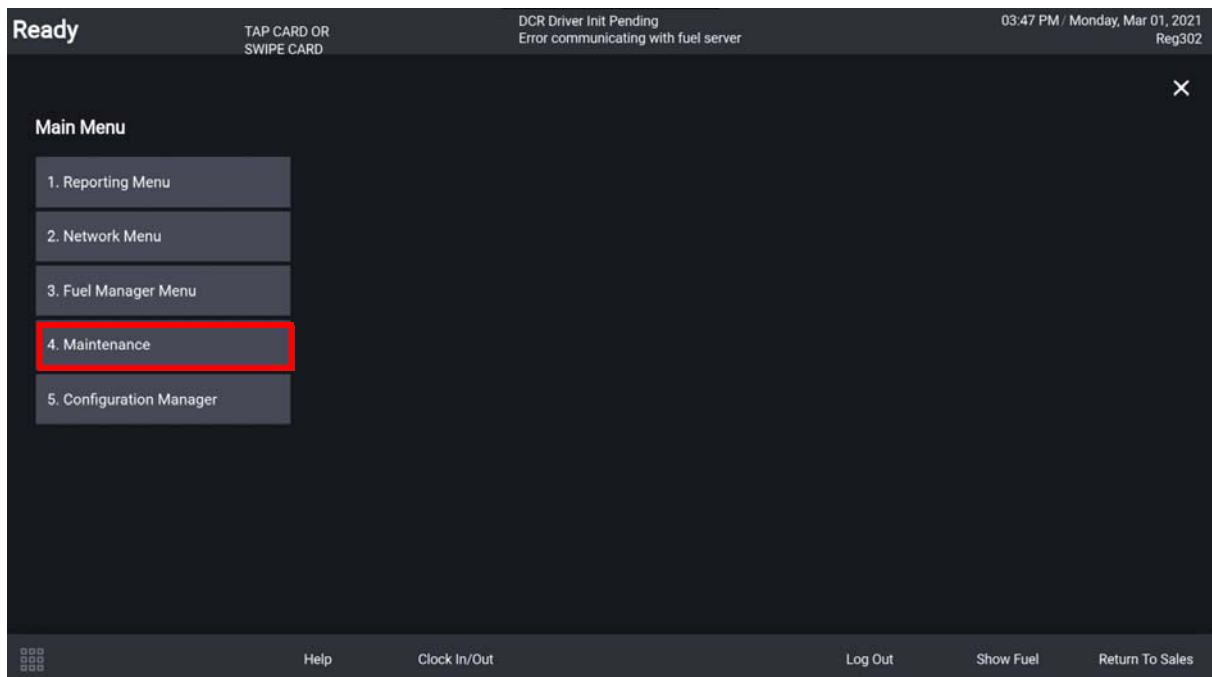 Ready
TAP CARD OR
SWIPE CARD
DCR Driver Init Pending
Error communicating with fuel server
03:47 PM / Monday, Mar 01, 2021
Reg302
Main Menu
1. Reporting Menu
2. Network Menu
3. Fuel Manager Menu
4. Maintenance
5. Configuration Manager
Help
Clock In/Out
Log Out
Show Fuel
Return To Sales